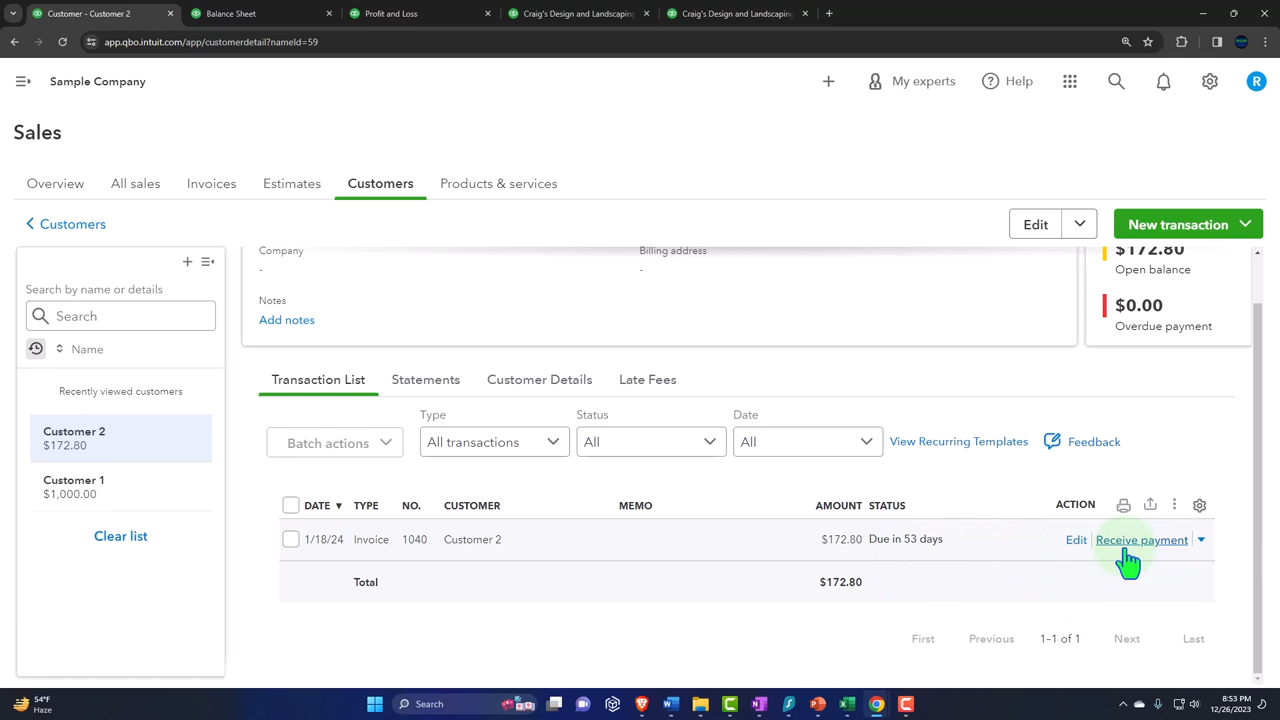 Customer - Customer 2
Balance Sheet
Profit and Loss
Craig's Design and Landscaping
Craig's Design and Landscaping
app.qbo.intuit.com/app/customerdetail?nameId=59
Sample Company
My experts
Help
R
Sales
Overview
All sales
Invoices
Estimates
Customers
Products & services
Customers
Edit
New transaction
Company
Billing address
$172.80
-
-
Open balance
Search by name or details
Notes
$0.00
Search
Add notes
Overdue payment
Name
Recently viewed customers
Transaction List
Statements
Customer Details
Late Fees
Type
Status
Date
Customer 2
$172.80
Batch actions
All transactions
All
All
View Recurring Templates
Feedback
Customer 1
$1,000.00
DATE TYPE NO. CUSTOMER MEMO AMOUNT STATUS ACTION
Clear list
1/18/24 Invoice 1040 Customer 2 $172.80 Due in 53 days Edit Receive payment
Total $172.80
First Previous 1-1 of 1 Next Last
54°F
Haze
Search
8:53 PM
12/26/2023